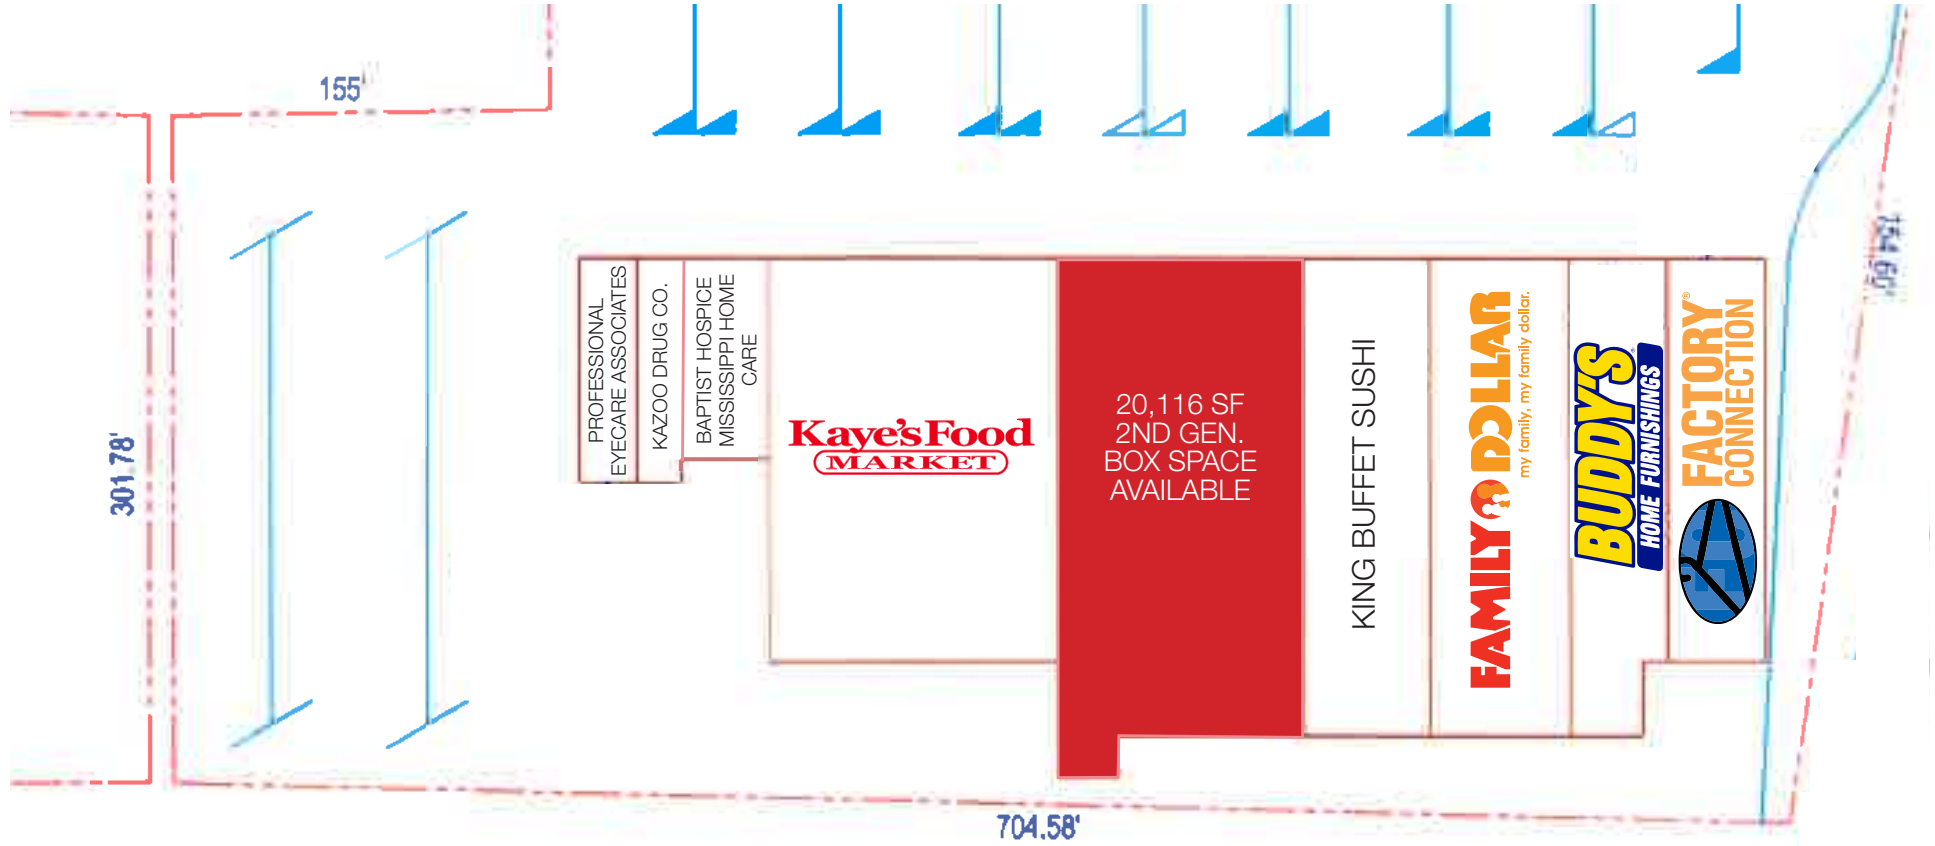 155'
301.78'
PROFESSIONAL
EYECARE ASSOCIATES
KAZOO DRUG CO.
BAPTIST HOSPICE
MISSISSIPPI HOME
CARE
Kaye's Food
MARKET
20,116 SF
2ND GEN.
BOX SPACE
AVAILABLE
KING BUFFET SUSHI
FAMILY DOLLAR
my family, my family dollar.
BUDDY'S
HOME FURNISHINGS
FACTORY®
CONNECTION
154.60'
704.58'